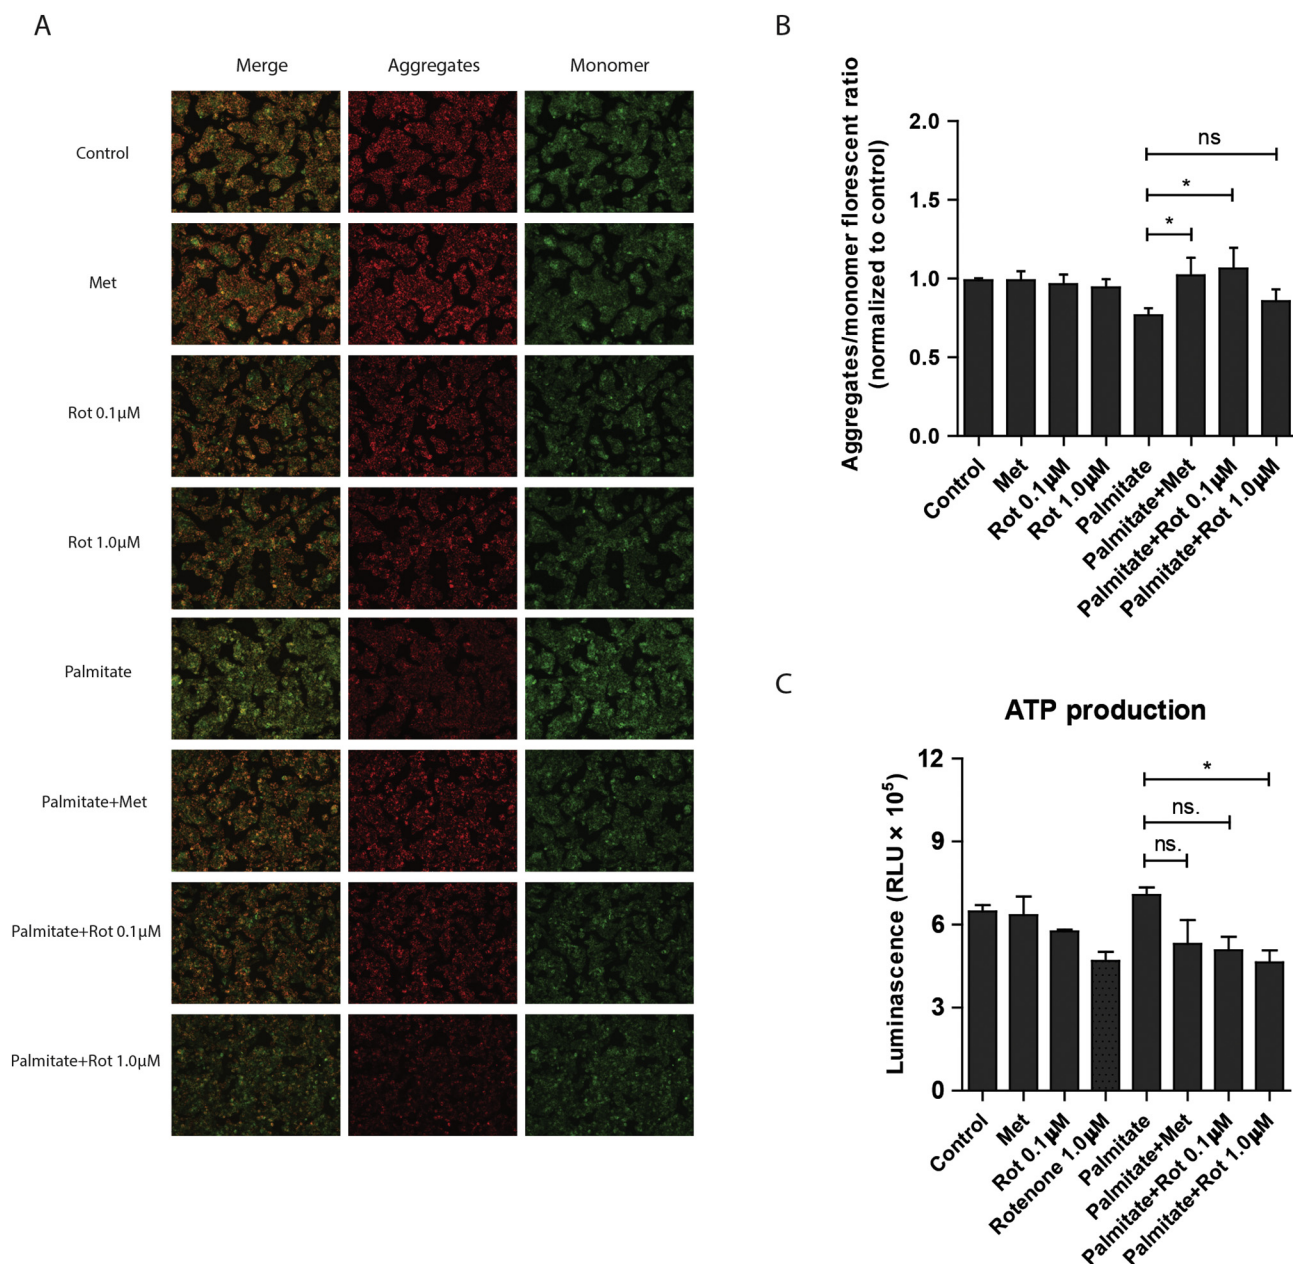 A
Merge
Aggregates
Monomer
Control
Met
Rot 0.1μM
Rot 1.0μM
Palmitate
Palmitate+Met
Palmitate+Rot 0.1μM
Palmitate+Rot 1.0μM
B
Aggregates/monomer florescent ratio
(normalized to control)
2.0
1.5
1.0
0.5
0.0
ns
*
*
Control
Met
Rot 0.1μM
Rot 1.0μM
Palmitate
Palmitate+Met
Palmitate+Rot 0.1μM
Palmitate+Rot 1.0μM
C
ATP production
Luminascence (RLU × 10⁵)
12
9
6
3
0
*
ns.
ns.
Control
Met
Rot 0.1μM
Rotenone 1.0μM
Palmitate
Palmitate+Met
Palmitate+Rot 0.1μM
Palmitate+Rot 1.0μM